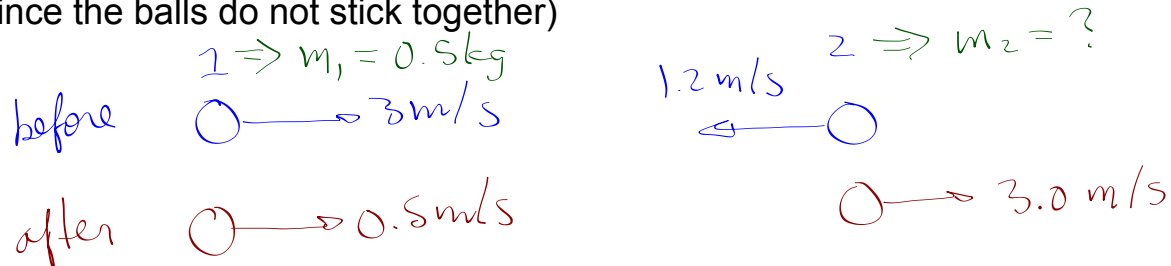 ince the balls do not stick together)
1 ⇒ m₁ = 0.5kg 2 ⇒ m₂ = ?
before 3m/s 1.2 m/s
after 0.5m/s 3.0 m/s